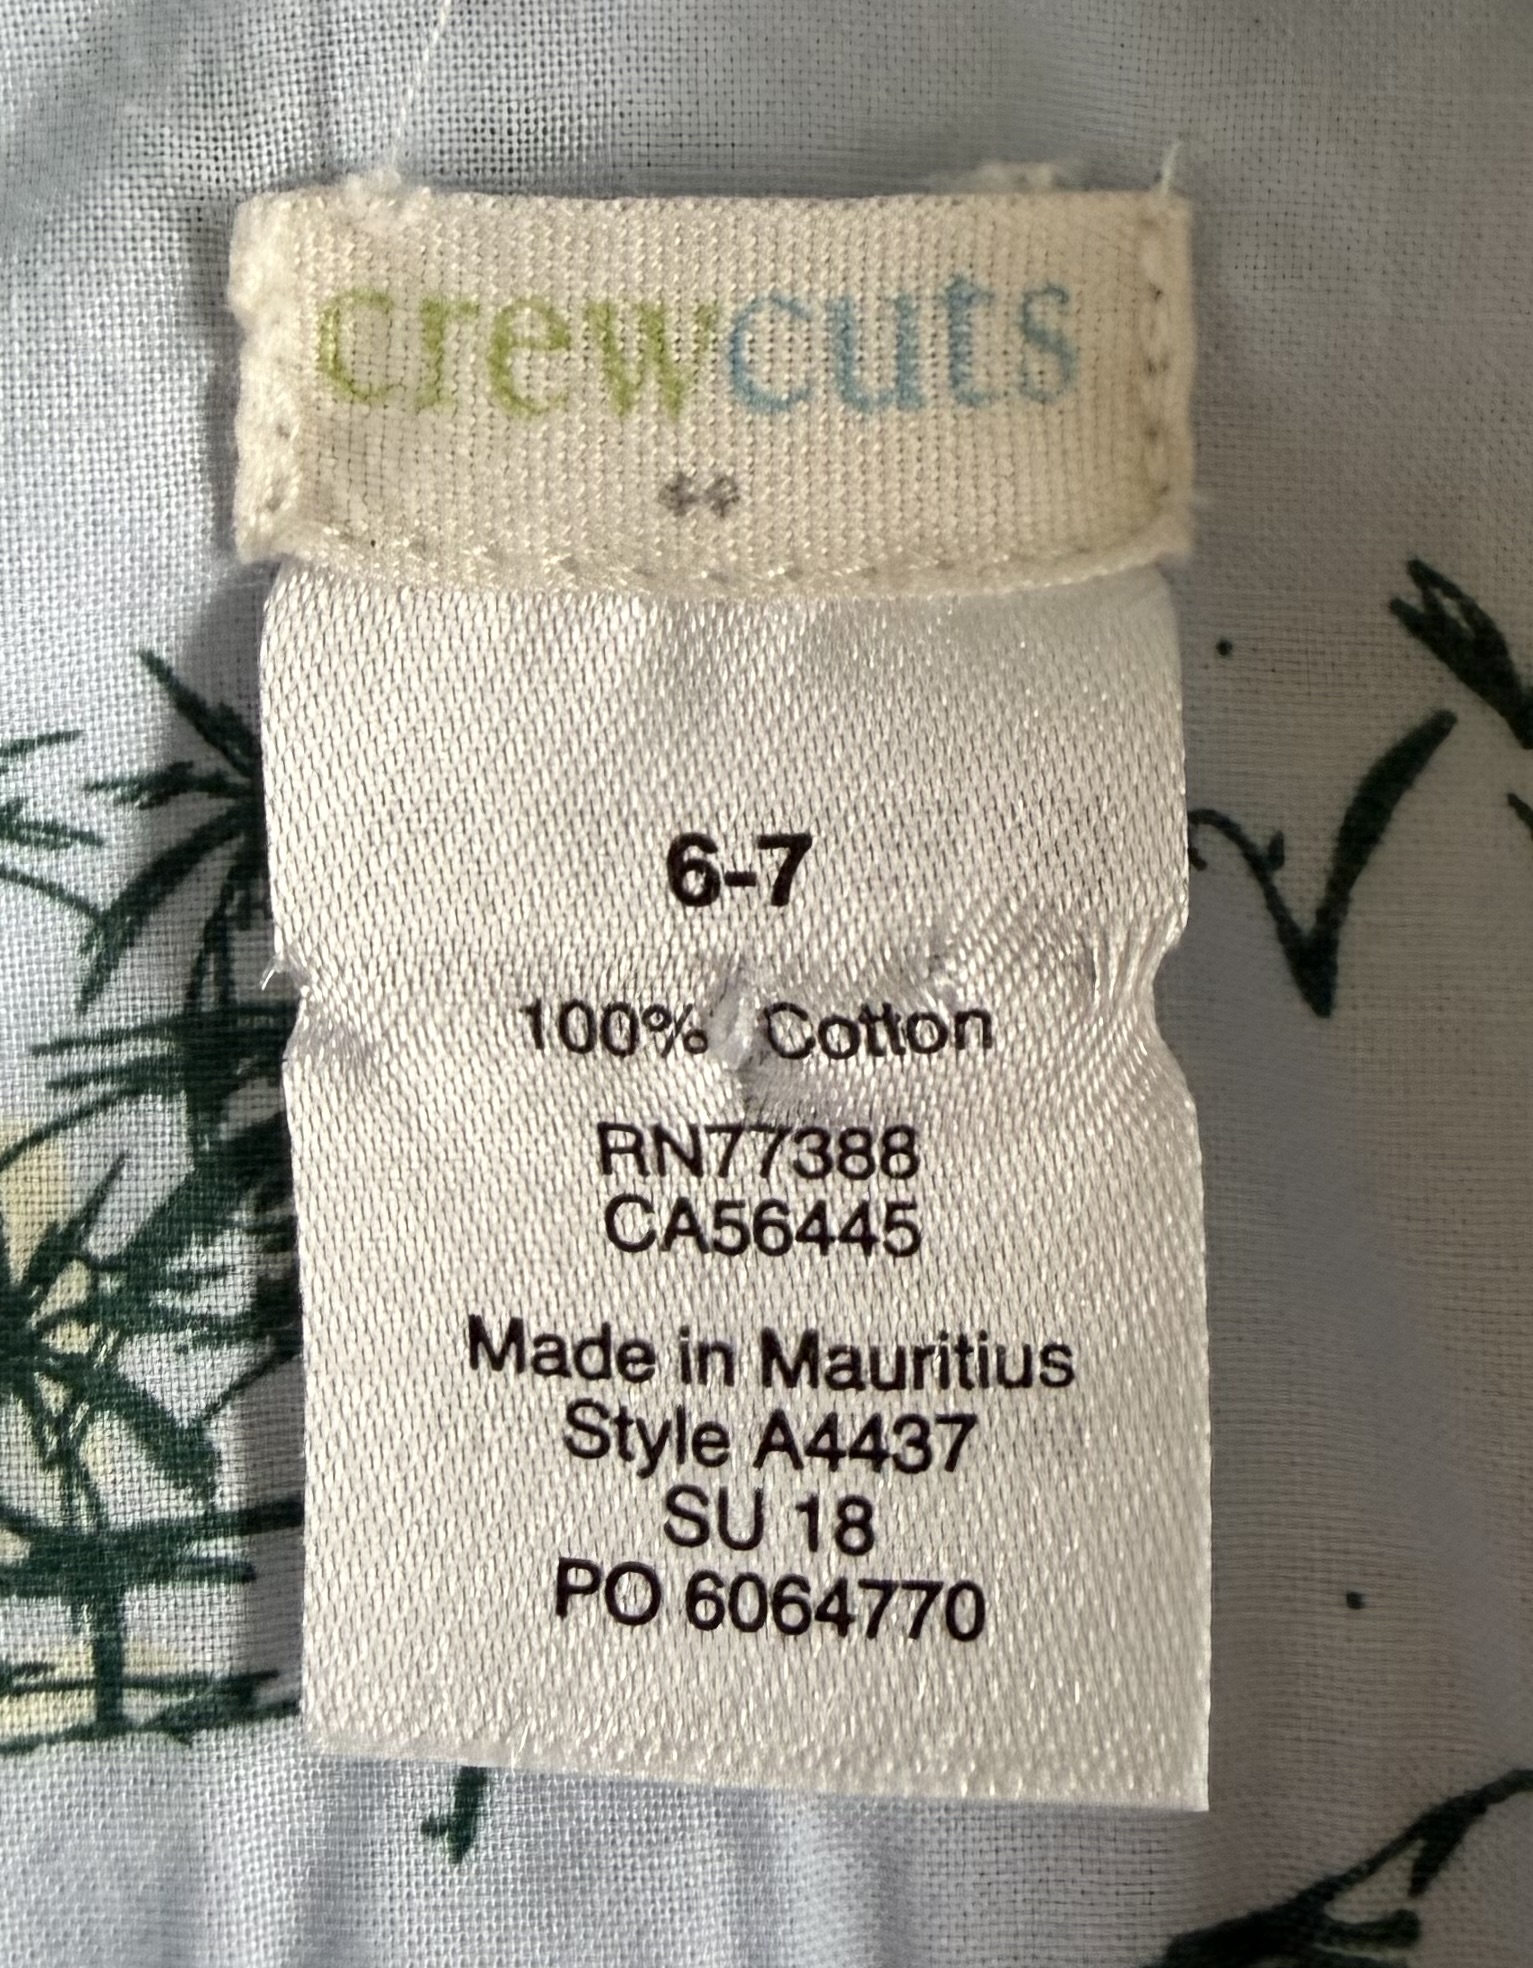 crewcuts
6-7
100% Cotton
RN77388
CA56445
Made in Mauritius
Style A4437
SU 18
PO 6064770